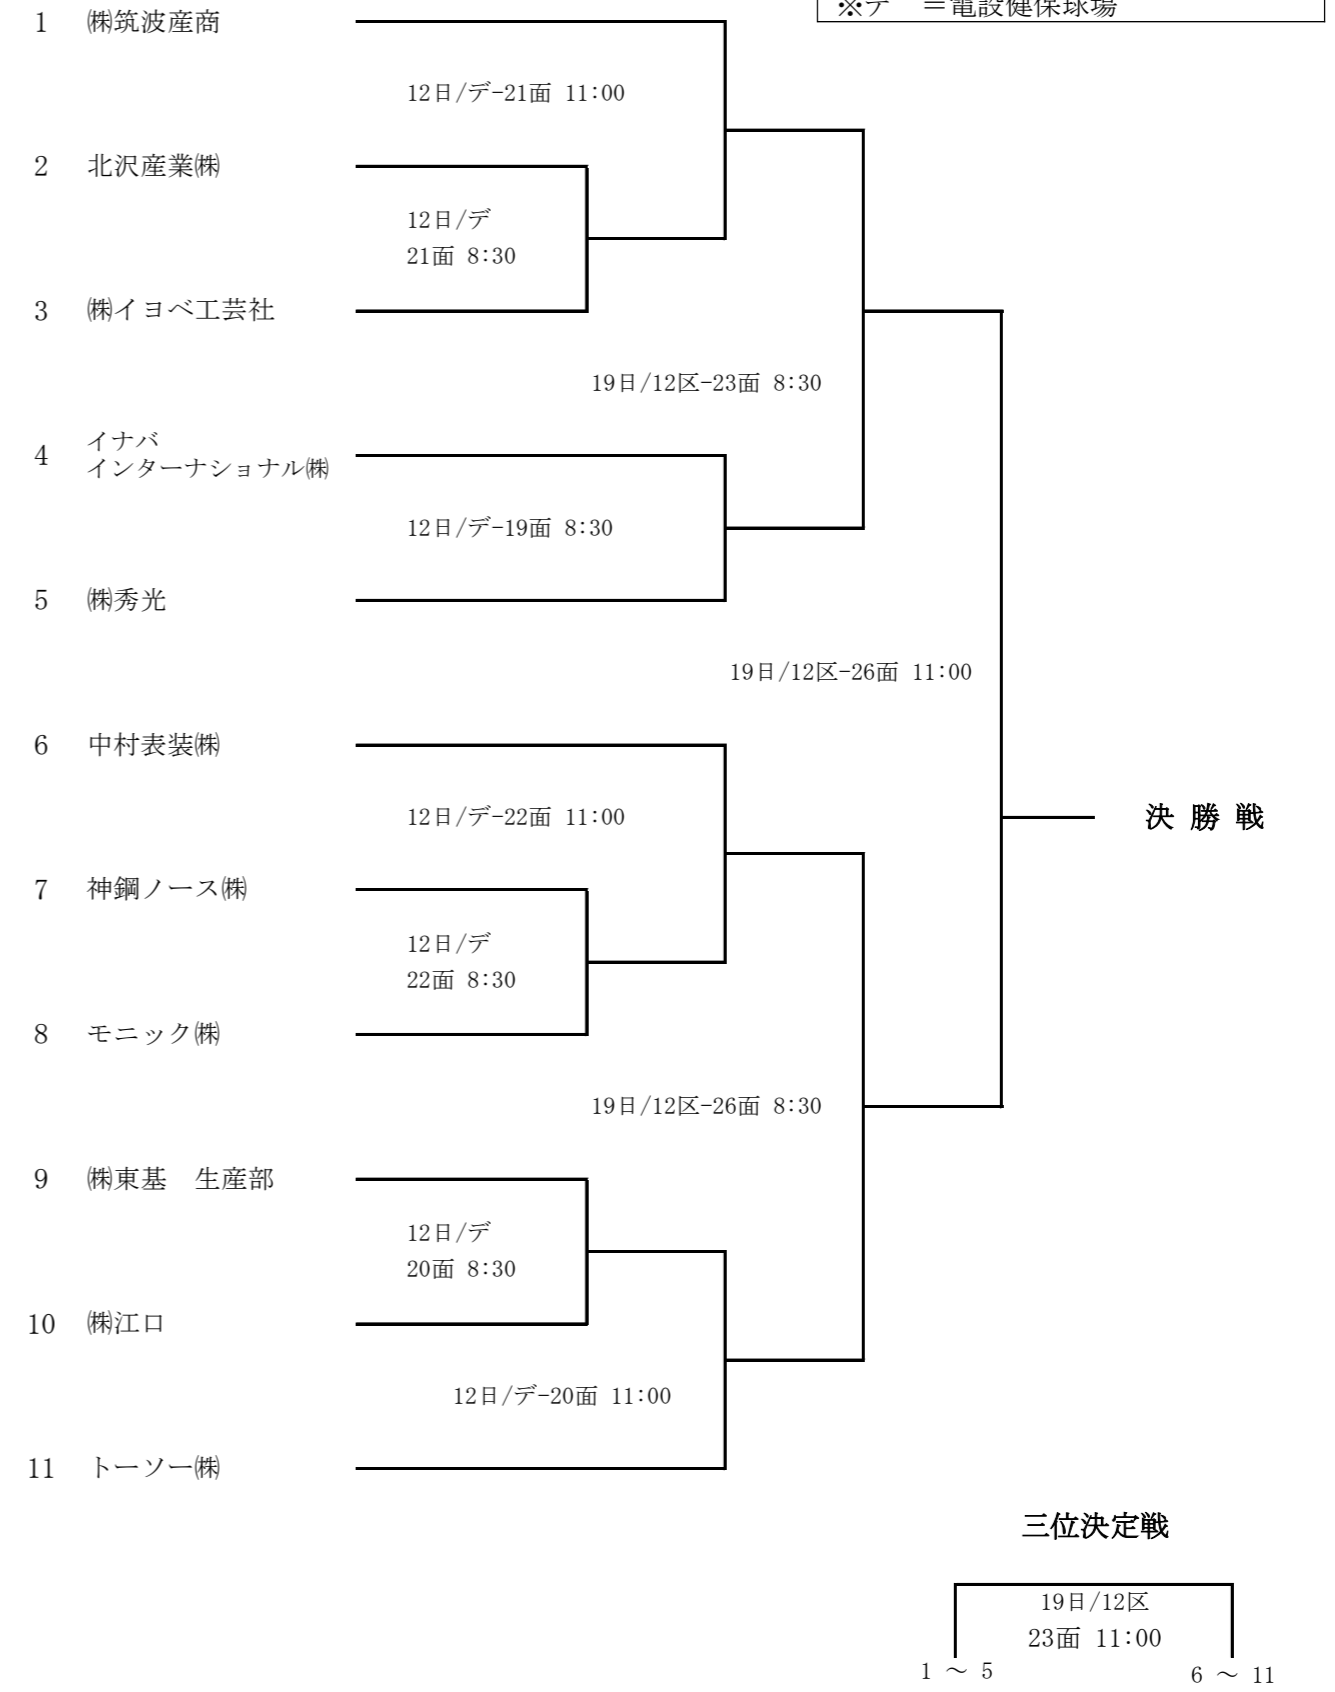 ※デ　＝電設健保球場
1 ㈱筑波産商
12日/デ-21面 11:00
2 北沢産業㈱
12日/デ
21面 8:30
3 ㈱イヨベ工芸社
19日/12区-23面 8:30
4 イナバ
インターナショナル㈱
12日/デ-19面 8:30
5 ㈱秀光
19日/12区-26面 11:00
6 中村表装㈱
12日/デ-22面 11:00
決 勝 戦
7 神鋼ノース㈱
12日/デ
22面 8:30
8 モニック㈱
19日/12区-26面 8:30
9 ㈱東基　生産部
12日/デ
20面 8:30
10 ㈱江口
12日/デ-20面 11:00
11 トーソー㈱
三位決定戦
19日/12区
23面 11:00
1 ～ 5
6 ～ 11